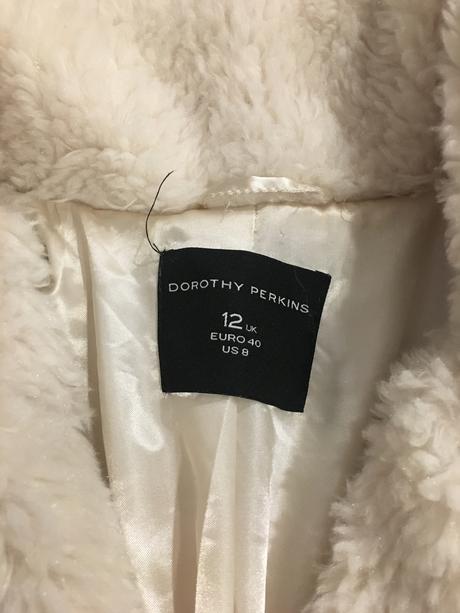 DOROTHY PERKINS
12 UK
EURO 40
US 8